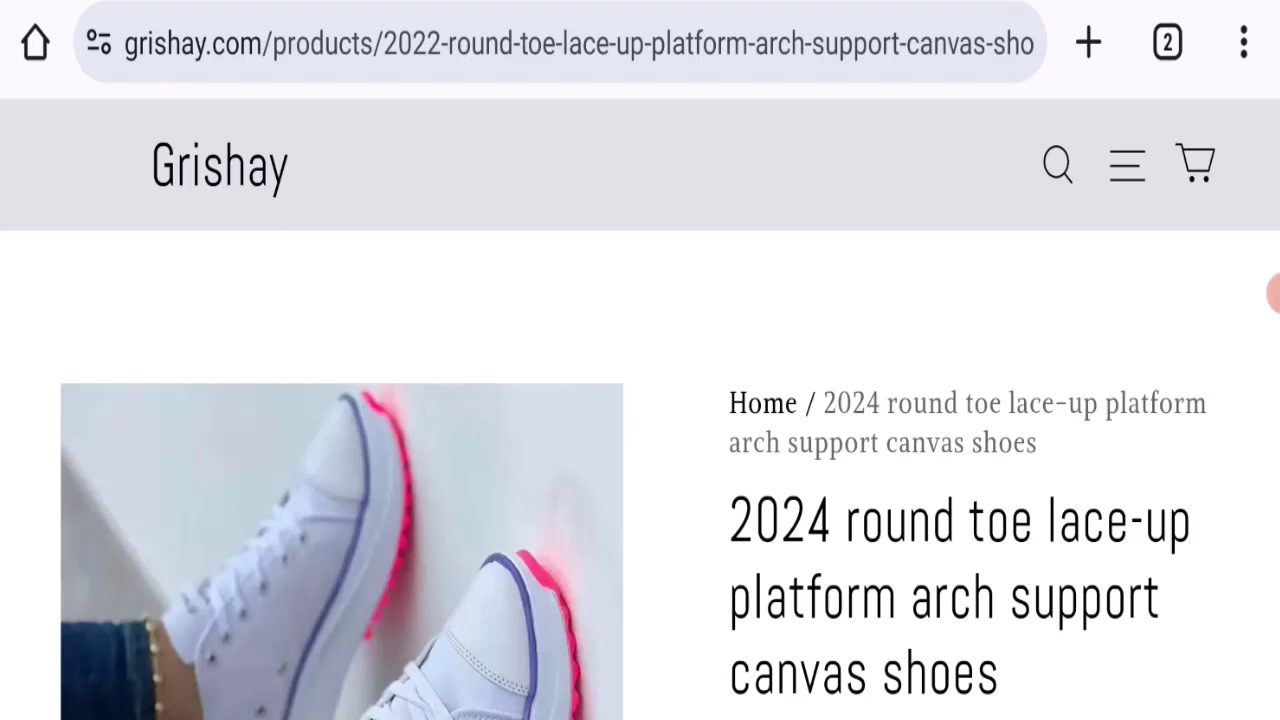 grishay.com/products/2022-round-toe-lace-up-platform-arch-support-canvas-sho
2
Grishay
Home / 2024 round toe lace-up platform
arch support canvas shoes
2024 round toe lace-up
platform arch support
canvas shoes